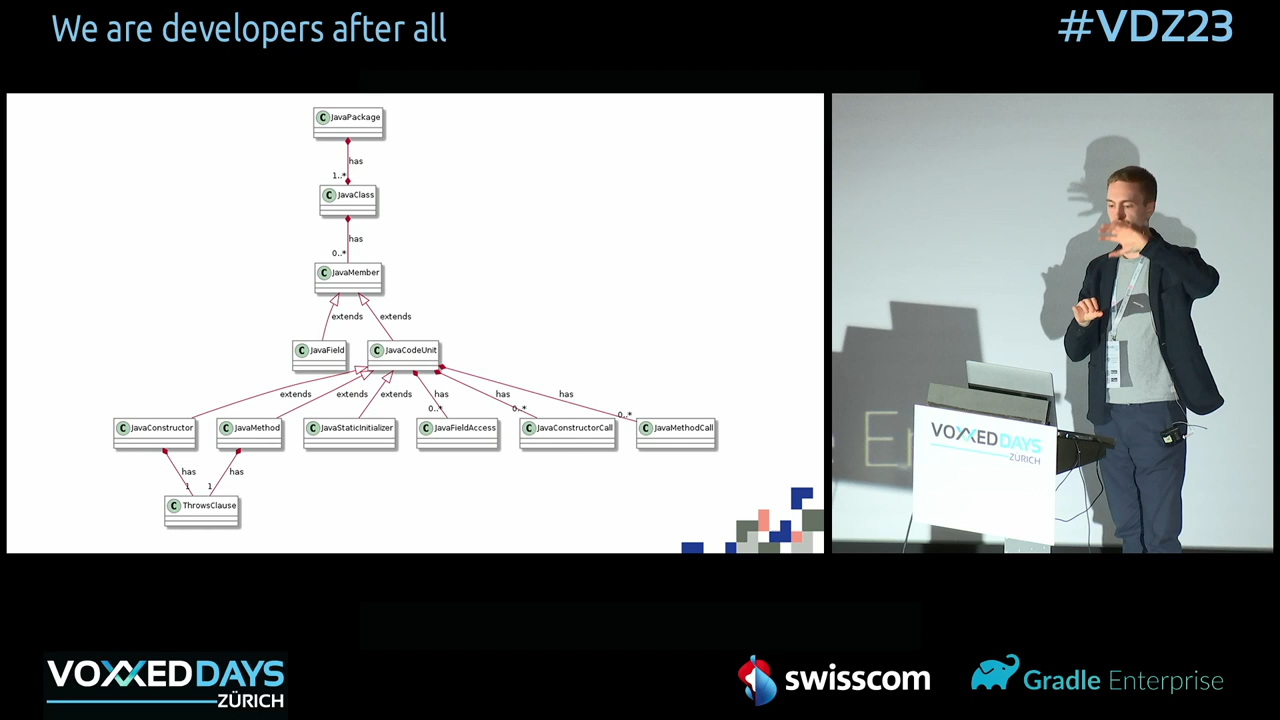 We are developers after all
#VDZ23
C JavaPackage
has
1..*
C JavaClass
has
0..*
C JavaMember
extends
extends
C JavaField
C JavaCodeUnit
extends
extends
extends
has
has
has
0..*
0..*
0..*
C JavaConstructor
C JavaMethod
C JavaStaticInitializer
C JavaFieldAccess
C JavaConstructorCall
C JavaMethodCall
has
has
1
1
C ThrowsClause
VOXXED DAYS
ZÜRICH
VOXXED DAYS
ZÜRICH
swisscom
Gradle Enterprise